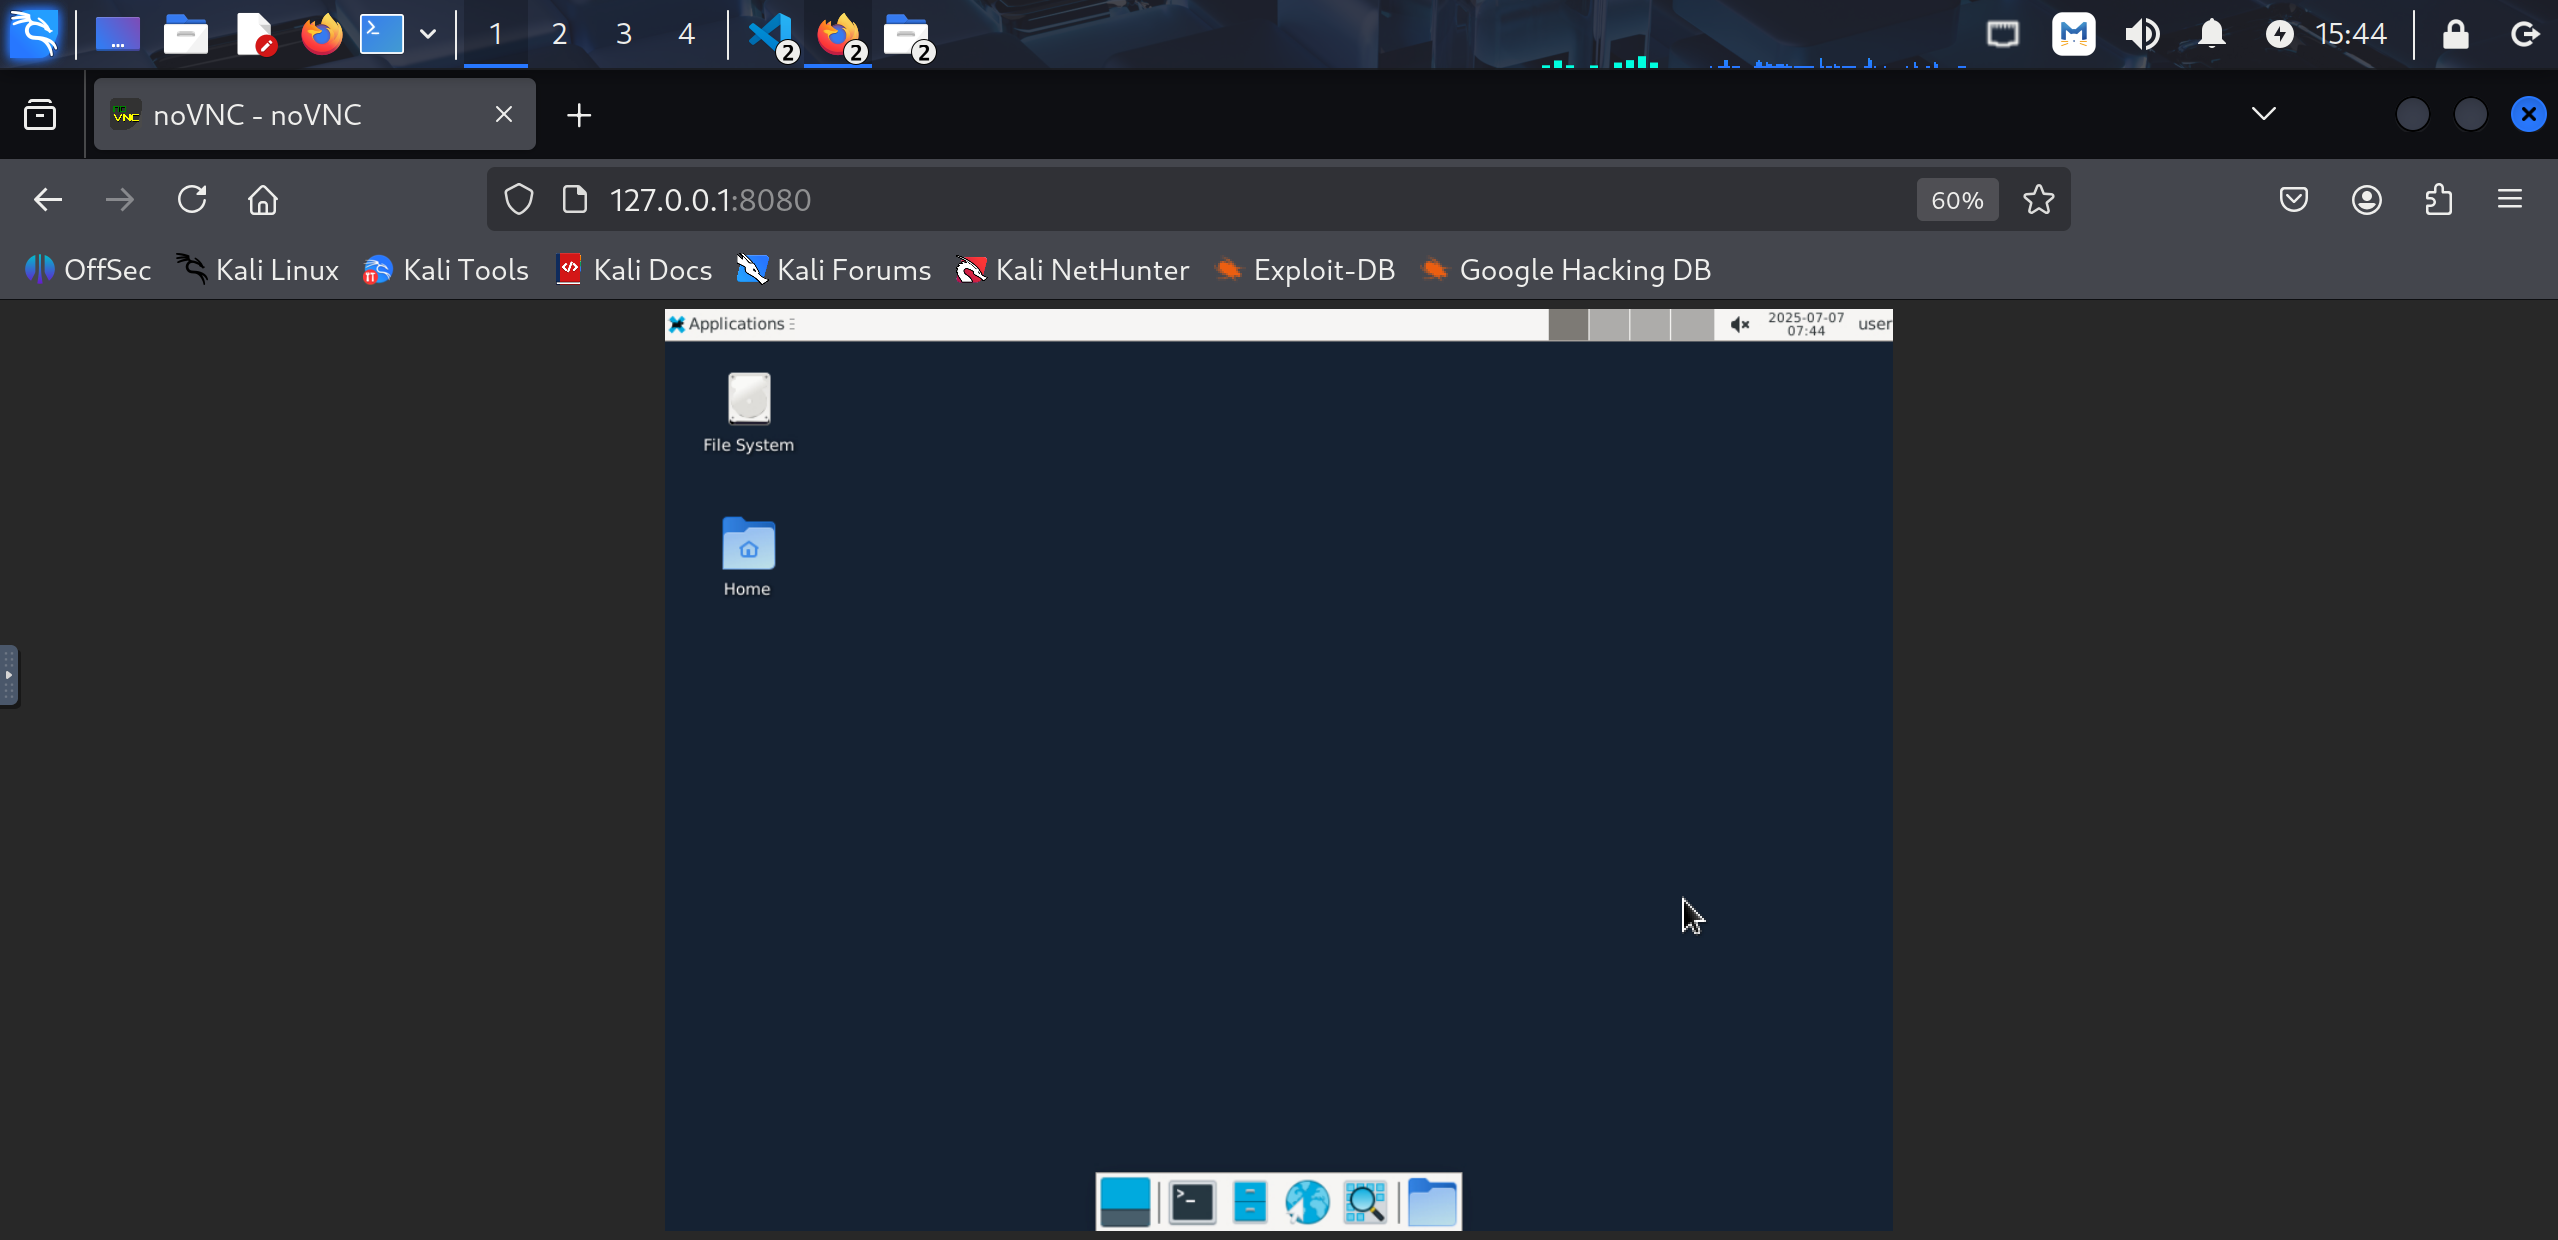 1 2 3 4 2 2 2 15:44
noVNC - noVNC
127.0.0.1:8080 60%
OffSec Kali Linux Kali Tools Kali Docs Kali Forums Kali NetHunter Exploit-DB Google Hacking DB
Applications 2025-07-07 user
07:44
File System
Home